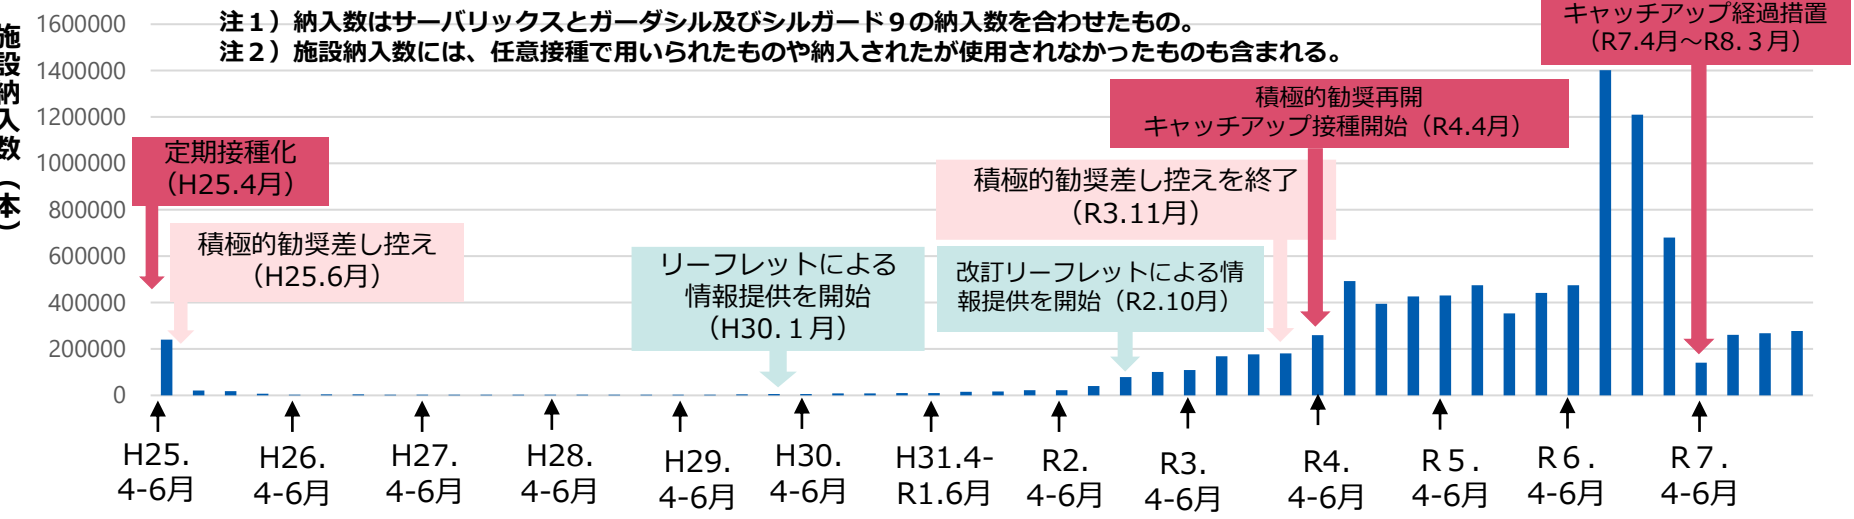 施設納入数（本）
注１）納入数はサーバリックスとガーダシル及びシルガード９の納入数を合わせたもの。
注２）施設納入数には、任意接種で用いられたものや納入されたが使用されなかったものも含まれる。
キャッチアップ経過措置
（R7.4月～R8.３月）
1600000
1400000
1200000
1000000
800000
600000
400000
200000
0
定期接種化
（H25.4月）
積極的勧奨差し控え
（H25.6月）
リーフレットによる
情報提供を開始
（H30.１月）
改訂リーフレットによる情
報提供を開始（R2.10月）
積極的勧奨差し控えを終了
（R3.11月）
積極的勧奨再開
キャッチアップ接種開始（R4.4月）
H25.
4-6月
H26.
4-6月
H27.
4-6月
H28.
4-6月
H29.
4-6月
H30.
4-6月
H31.4-
R1.6月
R2.
4-6月
R3.
4-6月
R4.
4-6月
R５.
4-6月
R６.
4-6月
R７.
4-6月